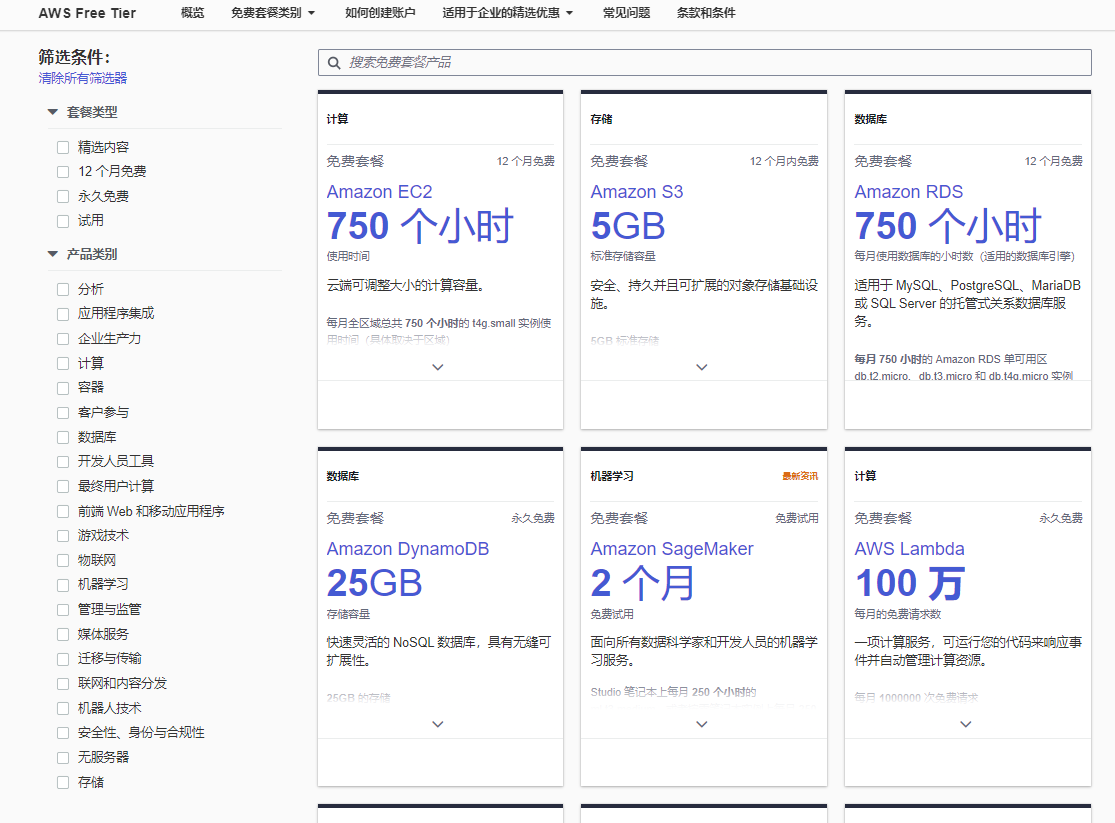 AWS Free Tier 概览 免费套餐类别 如何创建账户 适用于企业的精选优惠 常见问题 条款和条件
筛选条件：
清除所有筛选器
套餐类型
精选内容
12 个月免费
永久免费
试用
产品类别
分析
应用程序集成
企业生产力
计算
容器
客户参与
数据库
开发人员工具
最终用户计算
前端 Web 和移动应用程序
游戏技术
物联网
机器学习
管理与监管
媒体服务
迁移与传输
联网和内容分发
机器人技术
安全性、身份与合规性
无服务器
存储
搜索免费套餐产品
计算
免费套餐 12 个月免费
Amazon EC2
750 个小时
使用时间
云端可调整大小的计算容量。
每月全区域总共 750 个小时的 t4g.small 实例使
用时间（具体取决于区域）
存储
免费套餐 12 个月内免费
Amazon S3
5GB
标准存储容量
安全、持久并且可扩展的对象存储基础设
施。
5GB 标准存储
数据库
免费套餐 12 个月免费
Amazon RDS
750 个小时
每月使用数据库的小时数（适用的数据库引擎）
适用于 MySQL、PostgreSQL、MariaDB
或 SQL Server 的托管式关系数据库服
务。
每月 750 小时的 Amazon RDS 单可用区
db.t2.micro、db.t3.micro 和 db.t4g.micro 实例
数据库
免费套餐 永久免费
Amazon DynamoDB
25GB
存储容量
快速灵活的 NoSQL 数据库，具有无缝可
扩展性。
25GB 的存储
机器学习 最新资讯
免费套餐 免费试用
Amazon SageMaker
2 个月
免费试用
面向所有数据科学家和开发人员的机器学
习服务。
Studio 笔记本上每月 250 个小时的
计算
免费套餐 永久免费
AWS Lambda
100 万
每月的免费请求数
一项计算服务，可运行您的代码来响应事
件并自动管理计算资源。
每月 1000000 次免费请求